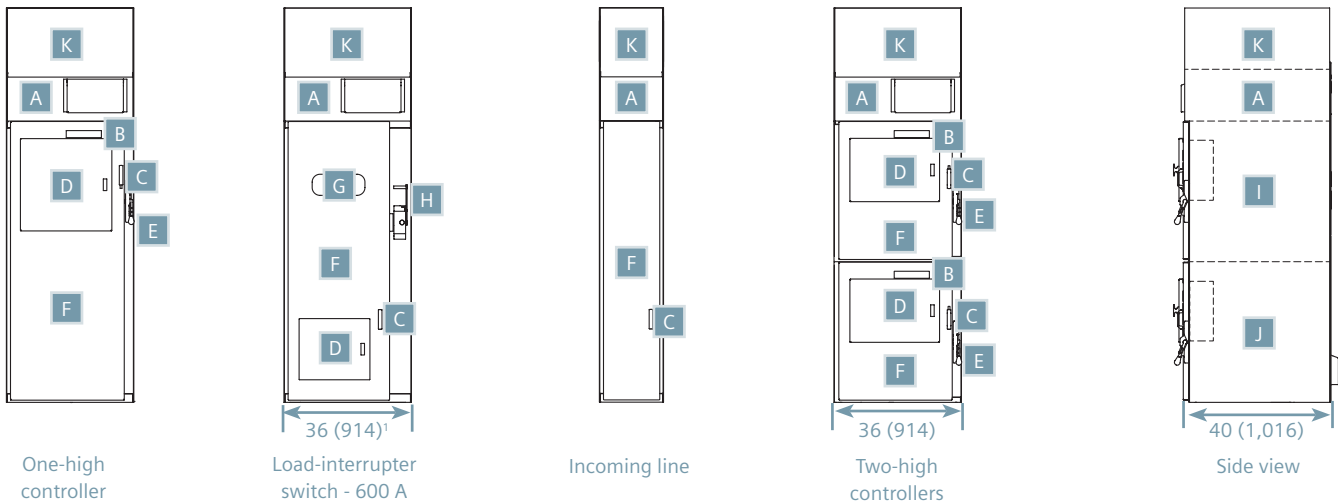 K
K
K
K
K
A
A
A
A
A
B
D
C
E
F
G
H
F
C
D
F
C
B
D
C
E
F
B
D
C
E
F
I
J
36 (914)¹
36 (914)
40 (1,016)
One-high
controller
Load-interrupter
switch - 600 A
Incoming line
Two-high
controllers
Side view